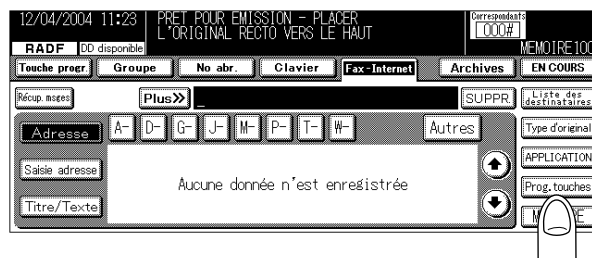 12/04/2004 11:23 PRET POUR EMISSION - PLACER Correspondants
L'ORIGINAL RECTO VERS LE HAUT 000#
RADF DD disponible MEMOIRE100
Touche progr. Groupe No abr. Clavier Fax-Internet Archives EN COURS
Récup. msges Plus>> _ SUPPR. Liste des
destinataires
Adresse A- D- G- J- M- P- T- W- Autres Type d'original
Saisie adresse APPLICATION
Aucune donnée n'est enregistrée Prog. touches
Titre/Texte